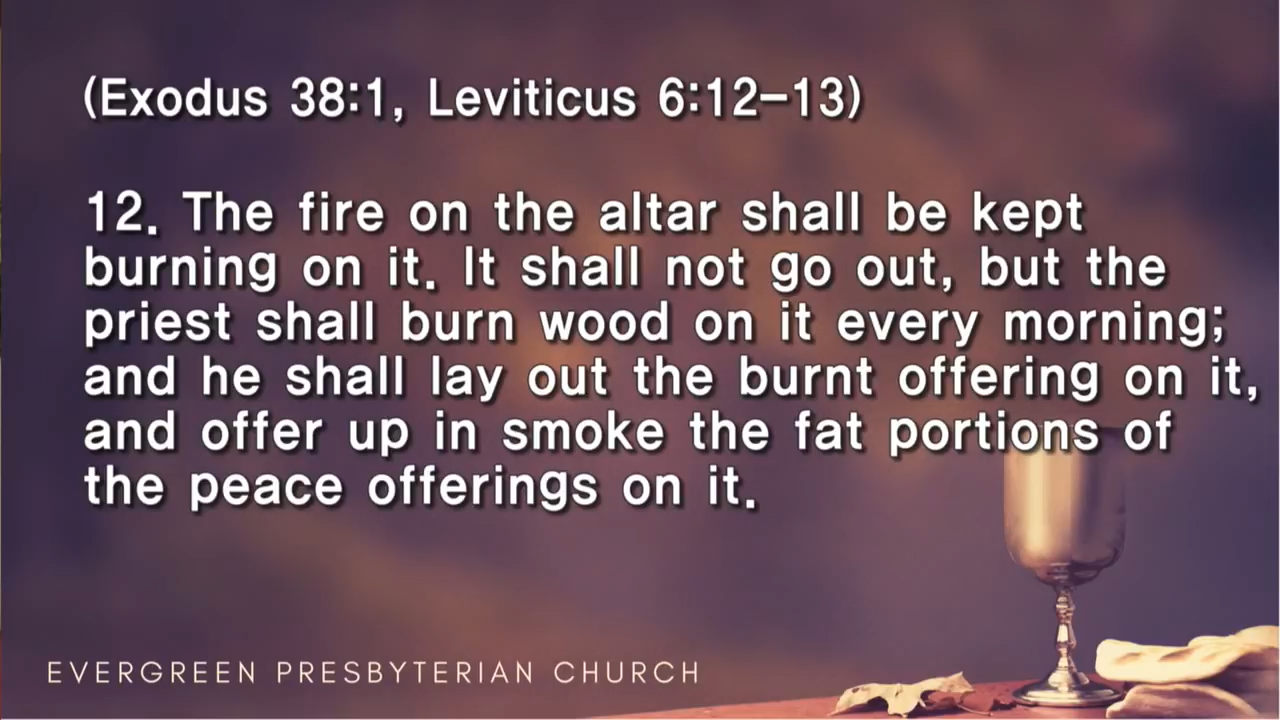 (Exodus 38:1, Leviticus 6:12-13)
12. The fire on the altar shall be kept
burning on it. It shall not go out, but the
priest shall burn wood on it every morning;
and he shall lay out the burnt offering on it,
and offer up in smoke the fat portions of
the peace offerings on it.
EVERGREEN PRESBYTERIAN CHURCH